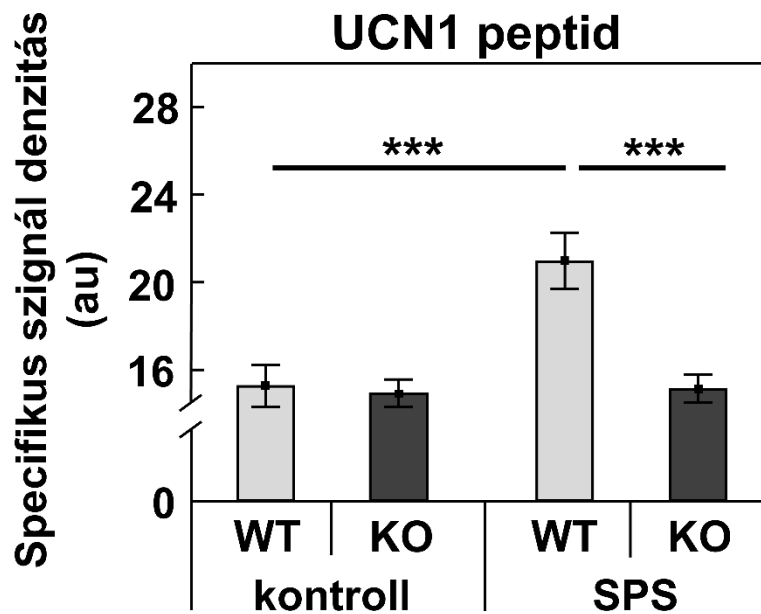 UCN1 peptid
Specifikus szignál denzitás
(au)
28
24
20
16
0
***
***
WT
KO
WT
KO
kontroll
SPS